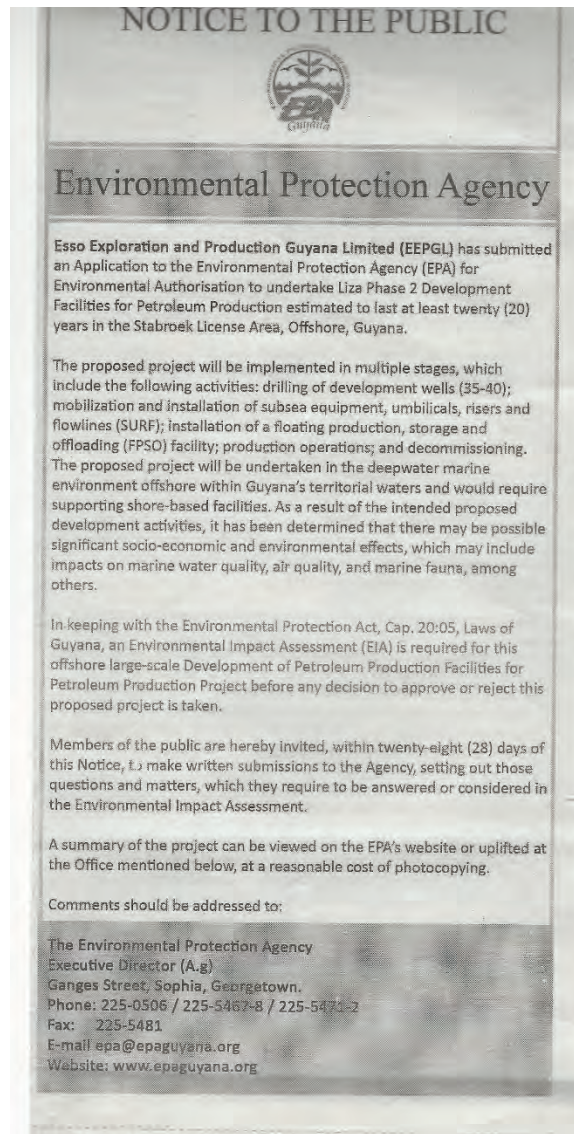 NOTICE TO THE PUBLIC
EPA
Guyana
Environmental Protection Agency
Esso Exploration and Production Guyana Limited (EEPGL) has submitted
an Application to the Environmental Protection Agency (EPA) for
Environmental Authorisation to undertake Liza Phase 2 Development
Facilities for Petroleum Production estimated to last at least twenty (20)
years in the Stabroek License Area, Offshore, Guyana.
The proposed project will be implemented in multiple stages, which
include the following activities: drilling of development wells (35-40);
mobilization and installation of subsea equipment, umbilicals, risers and
flowlines (SURF); installation of a floating production, storage and
offloading (FPSO) facility; production operations; and decommissioning.
The proposed project will be undertaken in the deepwater marine
environment offshore within Guyana's territorial waters and would require
supporting shore-based facilities. As a result of the intended proposed
development activities, it has been determined that there may be possible
significant socio-economic and environmental effects, which may include
impacts on marine water quality, air quality, and marine fauna, among
others.
In keeping with the Environmental Protection Act, Cap. 20:05, Laws of
Guyana, an Environmental Impact Assessment (EIA) is required for this
offshore large-scale Development of Petroleum Production Facilities for
Petroleum Production Project before any decision to approve or reject this
proposed project is taken.
Members of the public are hereby invited, within twenty-eight (28) days of
this Notice, to make written submissions to the Agency, setting out those
questions and matters, which they require to be answered or considered in
the Environmental Impact Assessment.
A summary of the project can be viewed on the EPA's website or uplifted at
the Office mentioned below, at a reasonable cost of photocopying.
Comments should be addressed to:
The Environmental Protection Agency
Executive Director (A.g)
Ganges Street, Sophia, Georgetown.
Phone: 225-0506 / 225-5467-8 / 225-5471-2
Fax: 225-5481
E-mail epa@epaguyana.org
Website: www.epaguyana.org